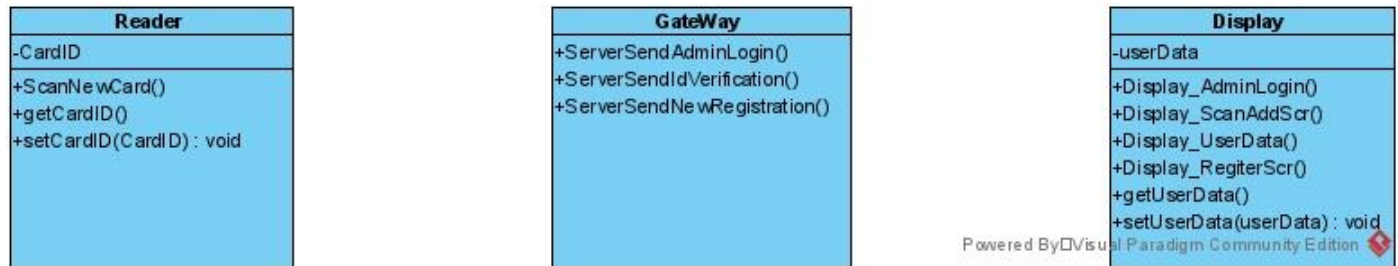 Reader
-CardID
+ScanNewCard()
+getCardID()
+setCardID(CardID) : void
GateWay
+ServerSendAdminLogin()
+ServerSendIdVerification()
+ServerSendNewRegistration()
Display
-userData
+Display_AdminLogin()
+Display_ScanAddScr()
+Display_UserData()
+Display_RegiterScr()
+getUserData()
+setUserData(userData) : void
Powered By□Visual Paradigm Community Edition